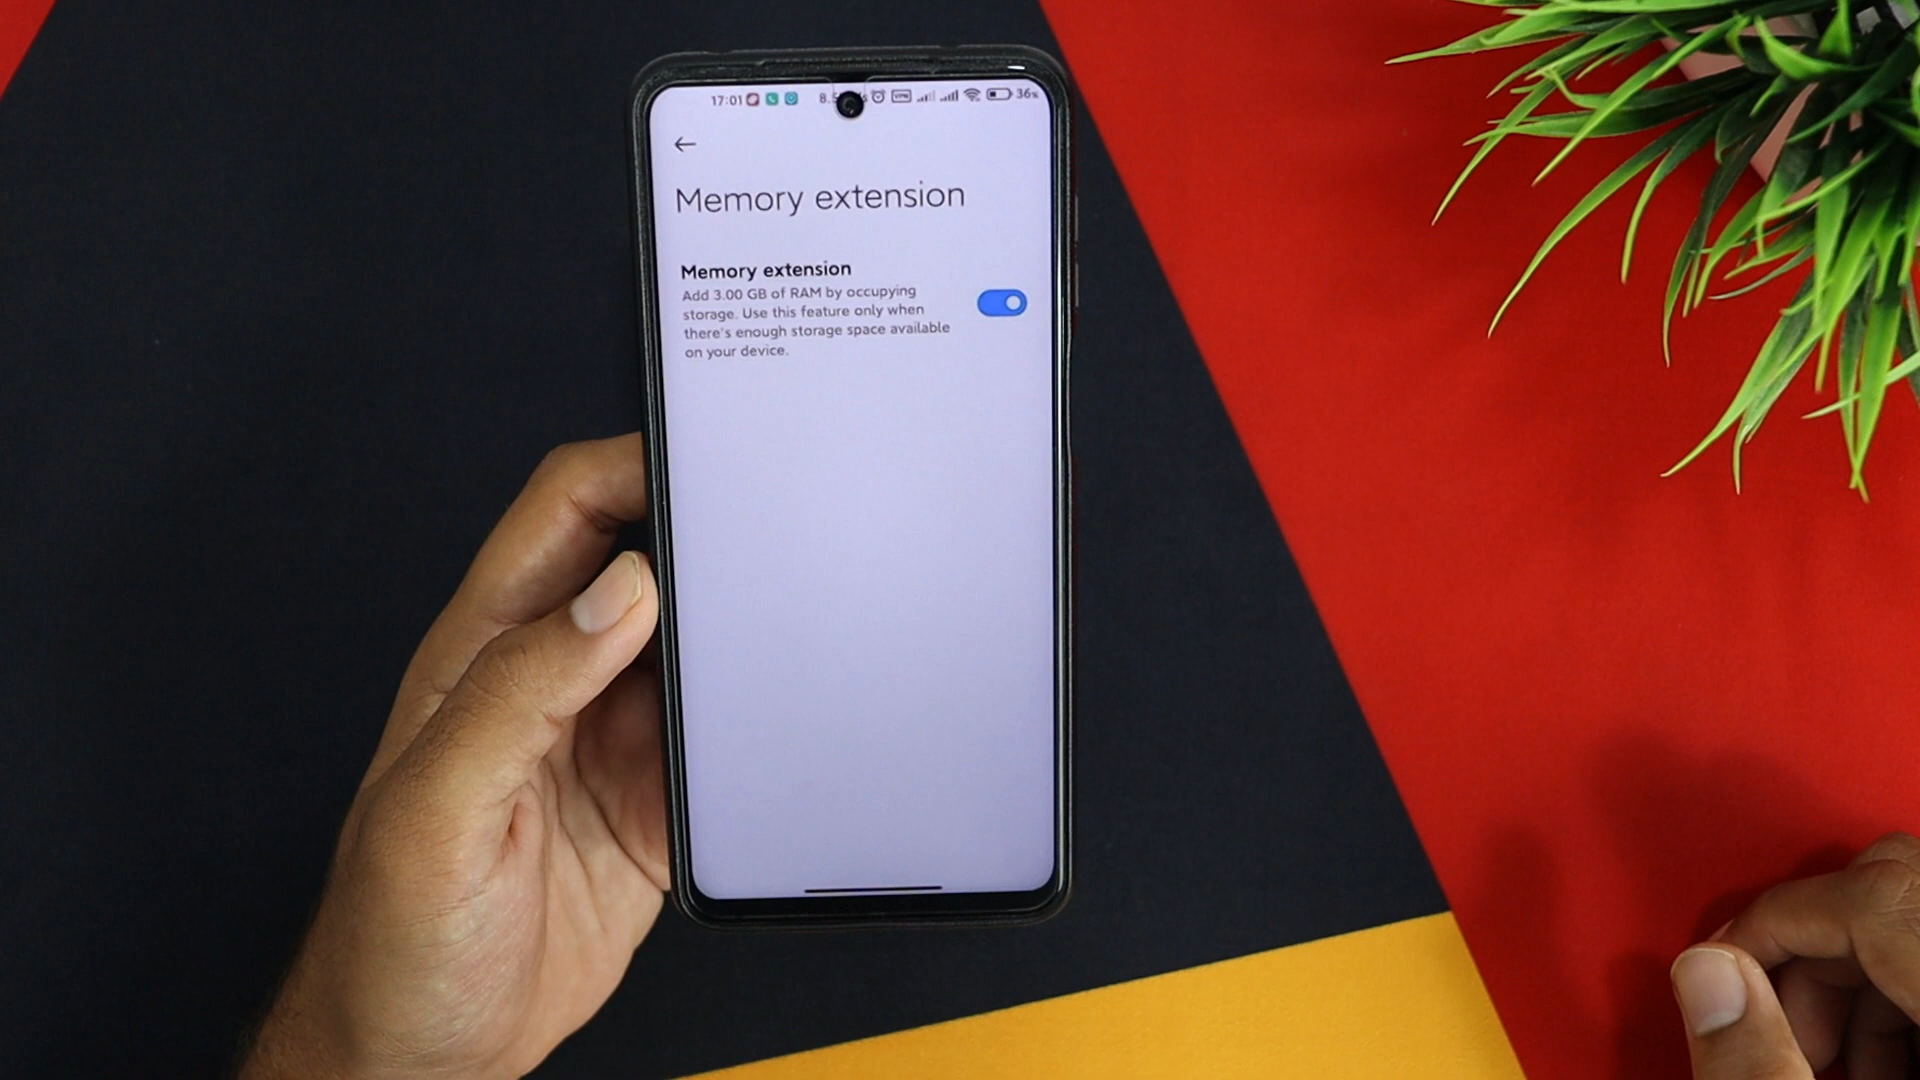 17:01 36%
Memory extension
Memory extension
Add 3.00 GB of RAM by occupying
storage. Use this feature only when
there's enough storage space available
on your device.